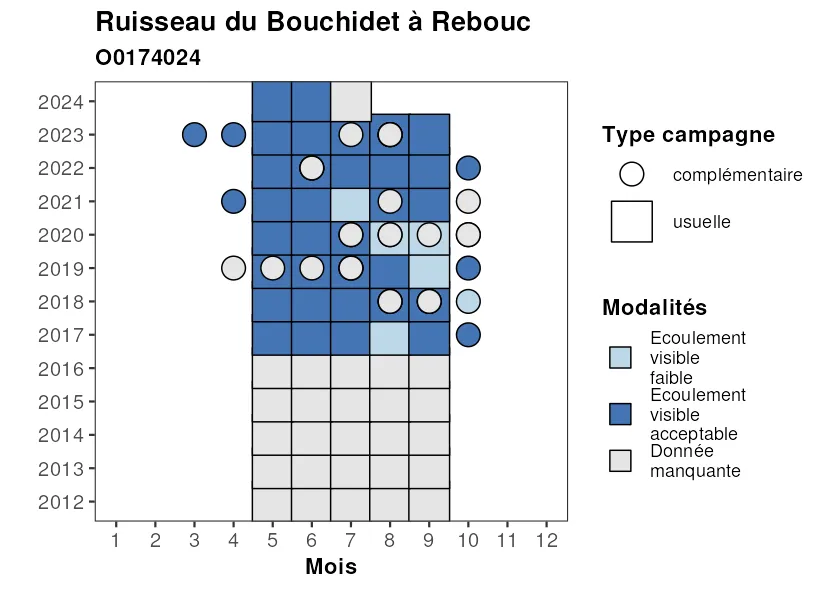 Ruisseau du Bouchidet à Rebouc
O0174024
2024
2023
2022
2021
2020
2019
2018
2017
2016
2015
2014
2013
2012
1 2 3 4 5 6 7 8 9 10 11 12
Mois
Type campagne
complémentaire
usuelle
Modalités
Ecoulement
visible
faible
Ecoulement
visible
acceptable
Donnée
manquante